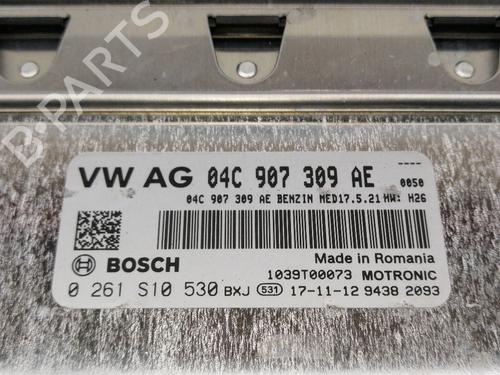 VW AG 04C 907 309 AE ----
0050
04C 907 309 AE BENZIN MED17.5.21 HW: H26
BOSCH
Made in Romania
1039T00073 MOTRONIC
0 261 S10 530 BXJ 531 17-11-12 9438 2093
B-PARTS